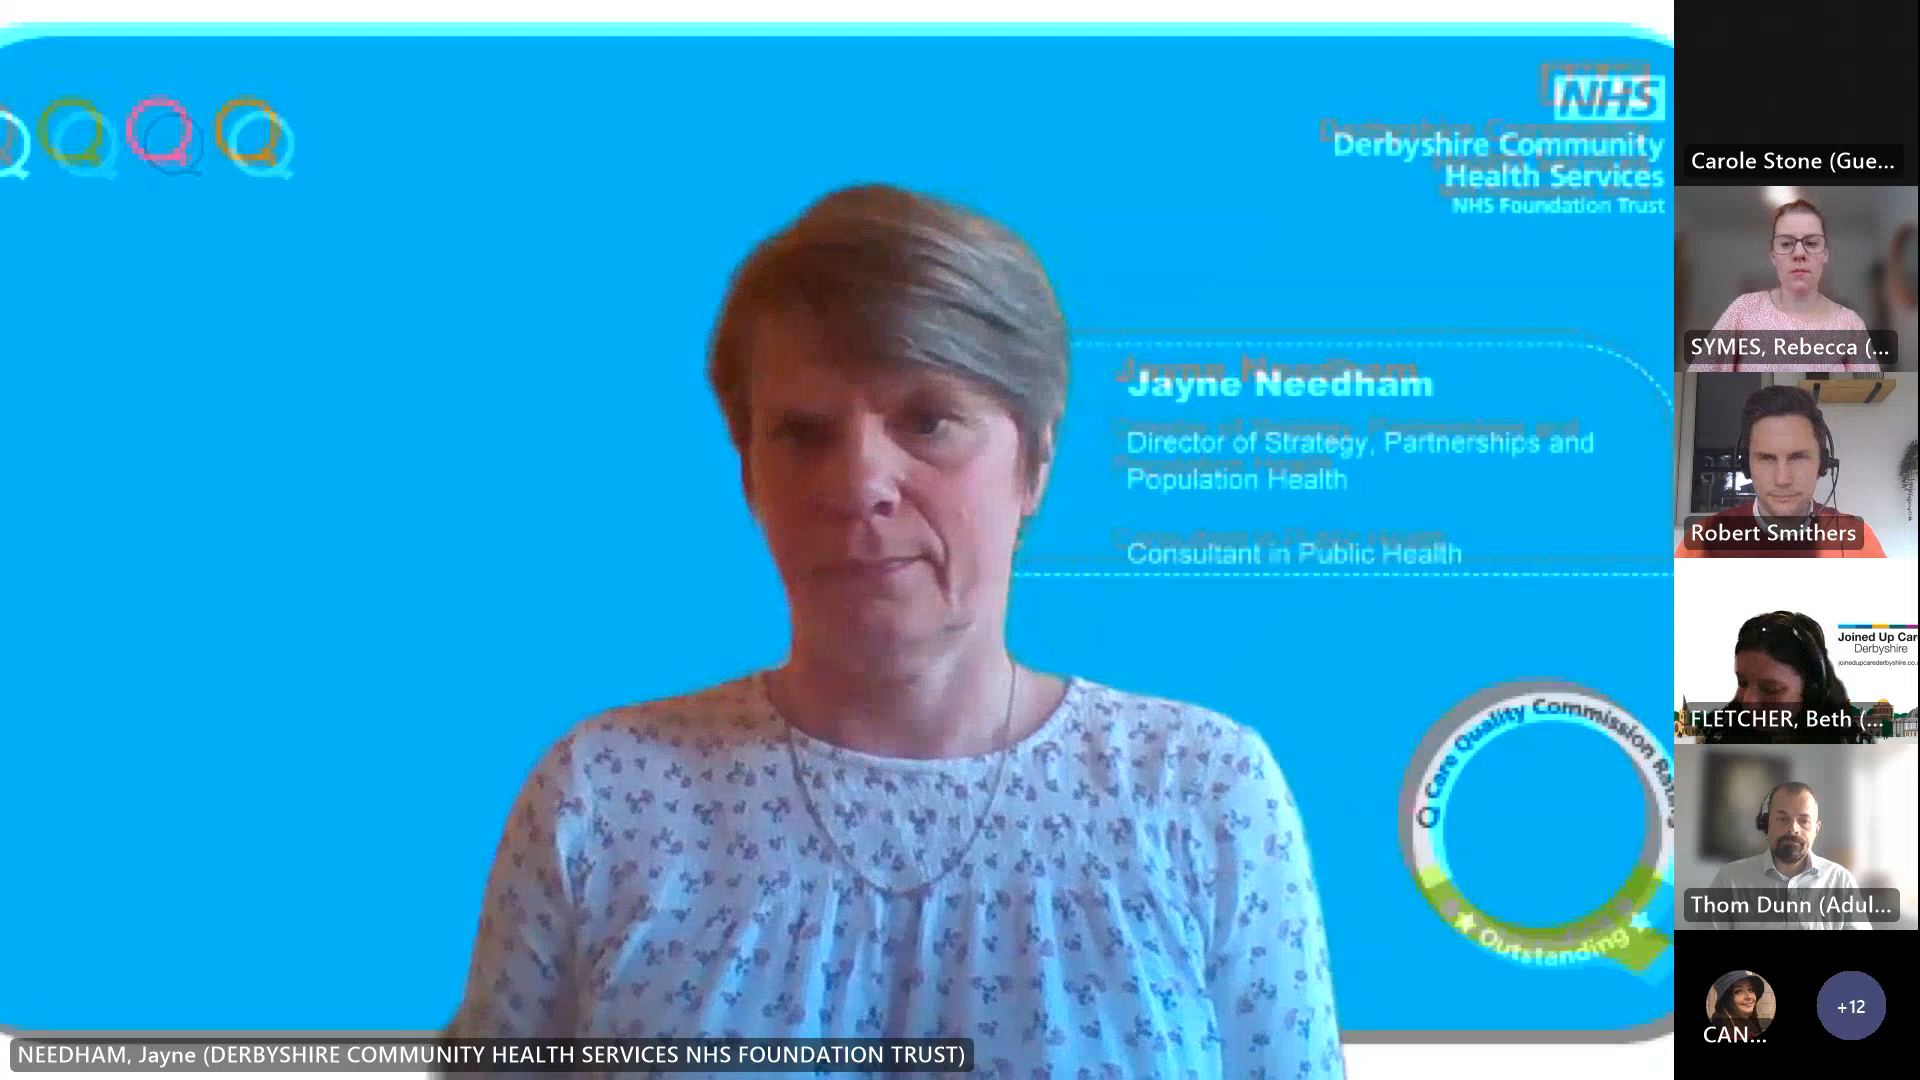 NHS
Derbyshire Community
Health Services
NHS Foundation Trust
Jayne Needham
Director of Strategy, Partnerships and
Population Health
Consultant in Public Health
Care Quality Commission
Outstanding
NEEDHAM, Jayne (DERBYSHIRE COMMUNITY HEALTH SERVICES NHS FOUNDATION TRUST)
Carole Stone (Gue...
SYMES, Rebecca (...
Robert Smithers
Joined Up Car
Derbyshire
joinedupcarederbyshire.co.
FLETCHER, Beth (...
Thom Dunn (Adul...
CAN...
+12